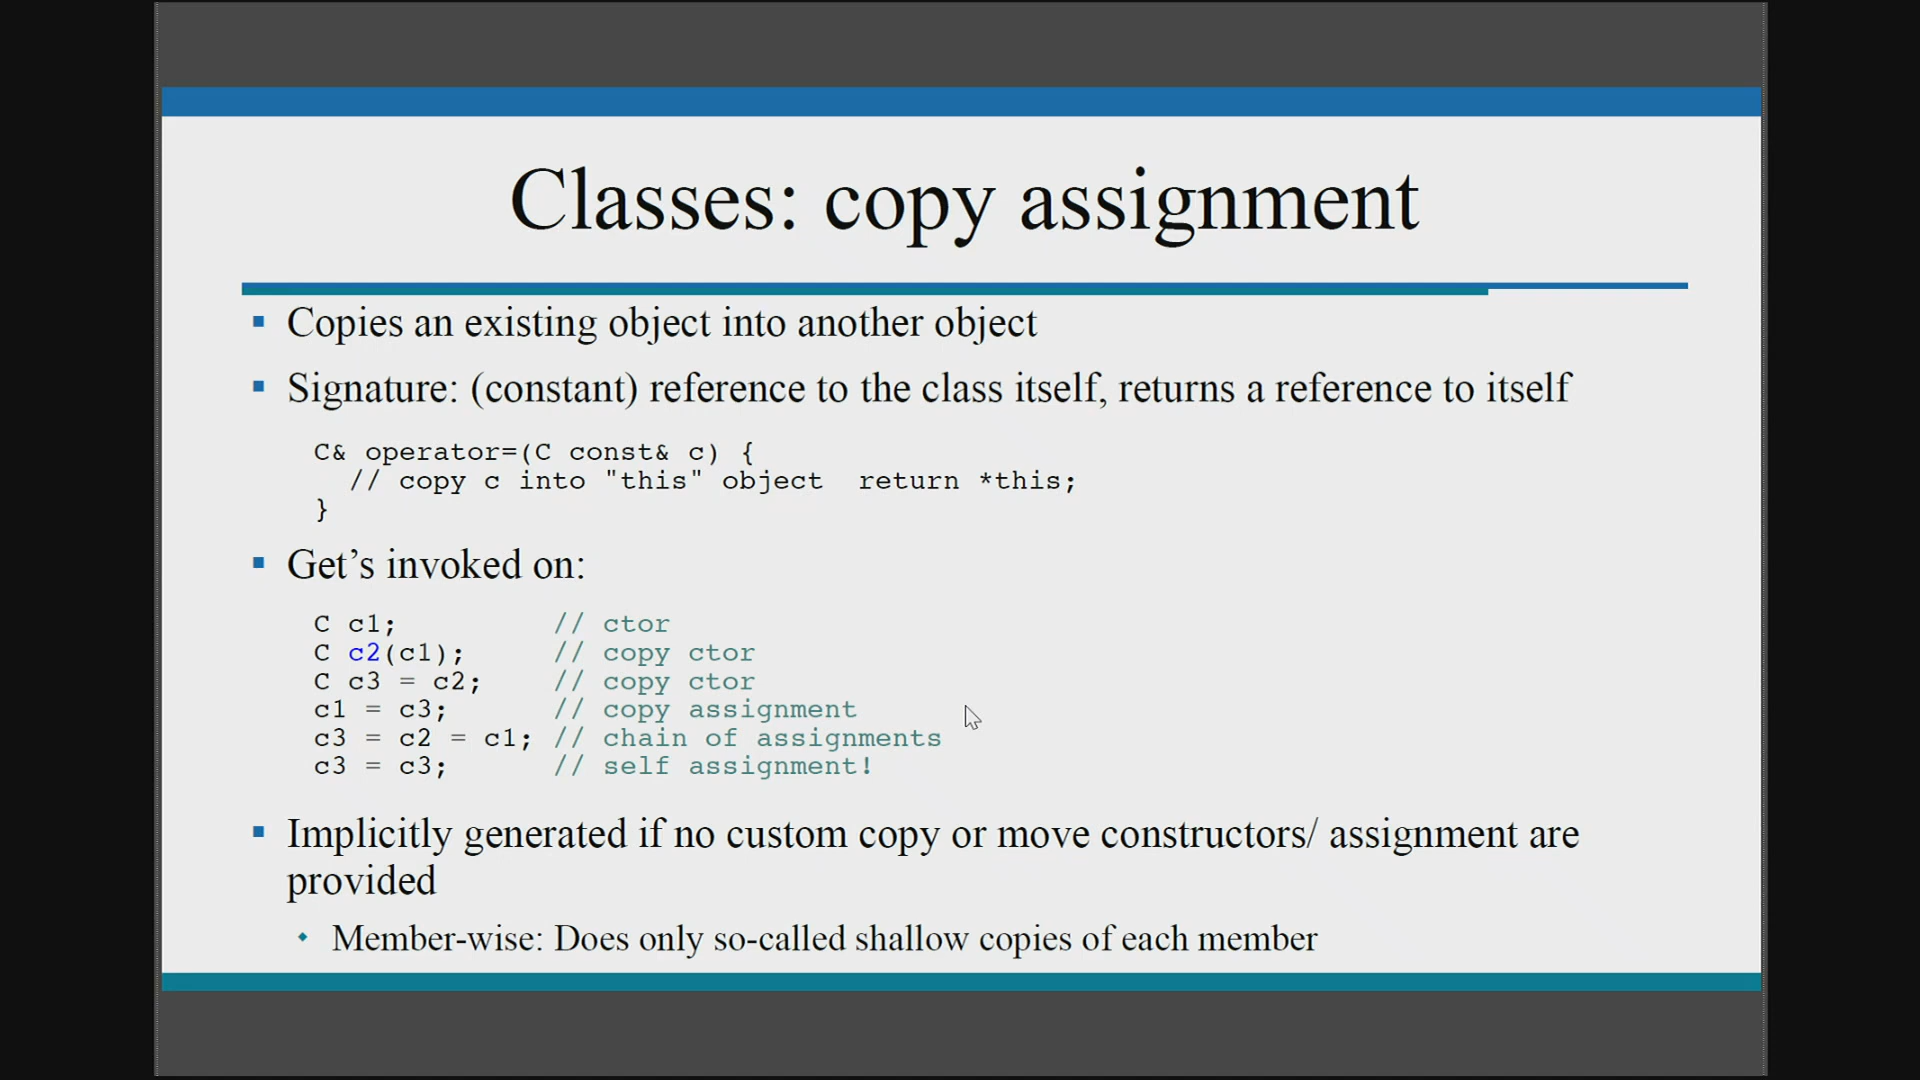 Classes: copy assignment
Copies an existing object into another object
Signature: (constant) reference to the class itself, returns a reference to itself
C& operator=(C const& c) {
// copy c into "this" object  return *this;
}
Get’s invoked on:
C c1;          // ctor
C c2(c1);      // copy ctor
C c3 = c2;     // copy ctor
c1 = c3;       // copy assignment
c3 = c2 = c1;  // chain of assignments
c3 = c3;       // self assignment!
Implicitly generated if no custom copy or move constructors/ assignment are
provided
Member-wise: Does only so-called shallow copies of each member